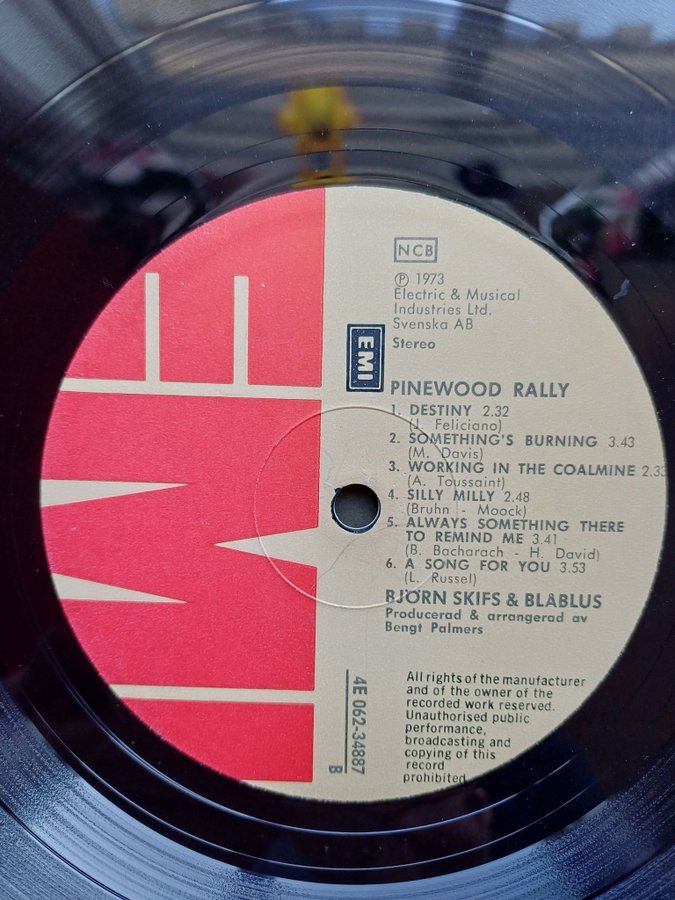 EMI
NCB
Ⓟ 1973
Electric & Musical
Industries Ltd.
Svenska AB
Stereo
EMI
PINEWOOD RALLY
1. DESTINY 2.32
(J. Feliciano)
2. SOMETHING'S BURNING 3.43
(M. Davis)
3. WORKING IN THE COALMINE 2.33
(A. Toussaint)
4. SILLY MILLY 2.48
(Bruhn - Moock)
5. ALWAYS SOMETHING THERE
TO REMIND ME 3.41
(B. Bacharach - H. David)
6. A SONG FOR YOU 3.53
(L. Russel)
BJÖRN SKIFS & BLÅBLUS
Producerad & arrangerad av
Bengt Palmers
4E 062-34887
B
All rights of the manufacturer
and of the owner of the
recorded work reserved.
Unauthorised public
performance,
broadcasting and
copying of this
record
prohibited